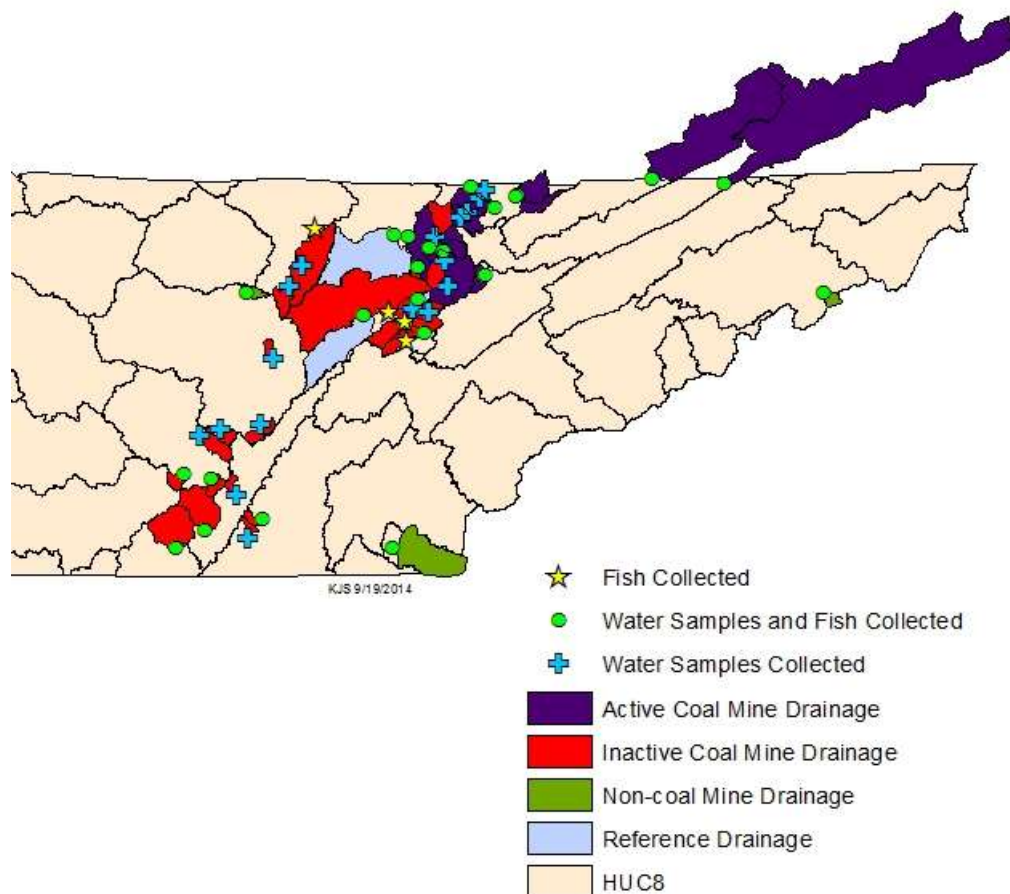 KJS 9/19/2014
Fish Collected
Water Samples and Fish Collected
Water Samples Collected
Active Coal Mine Drainage
Inactive Coal Mine Drainage
Non-coal Mine Drainage
Reference Drainage
HUC8